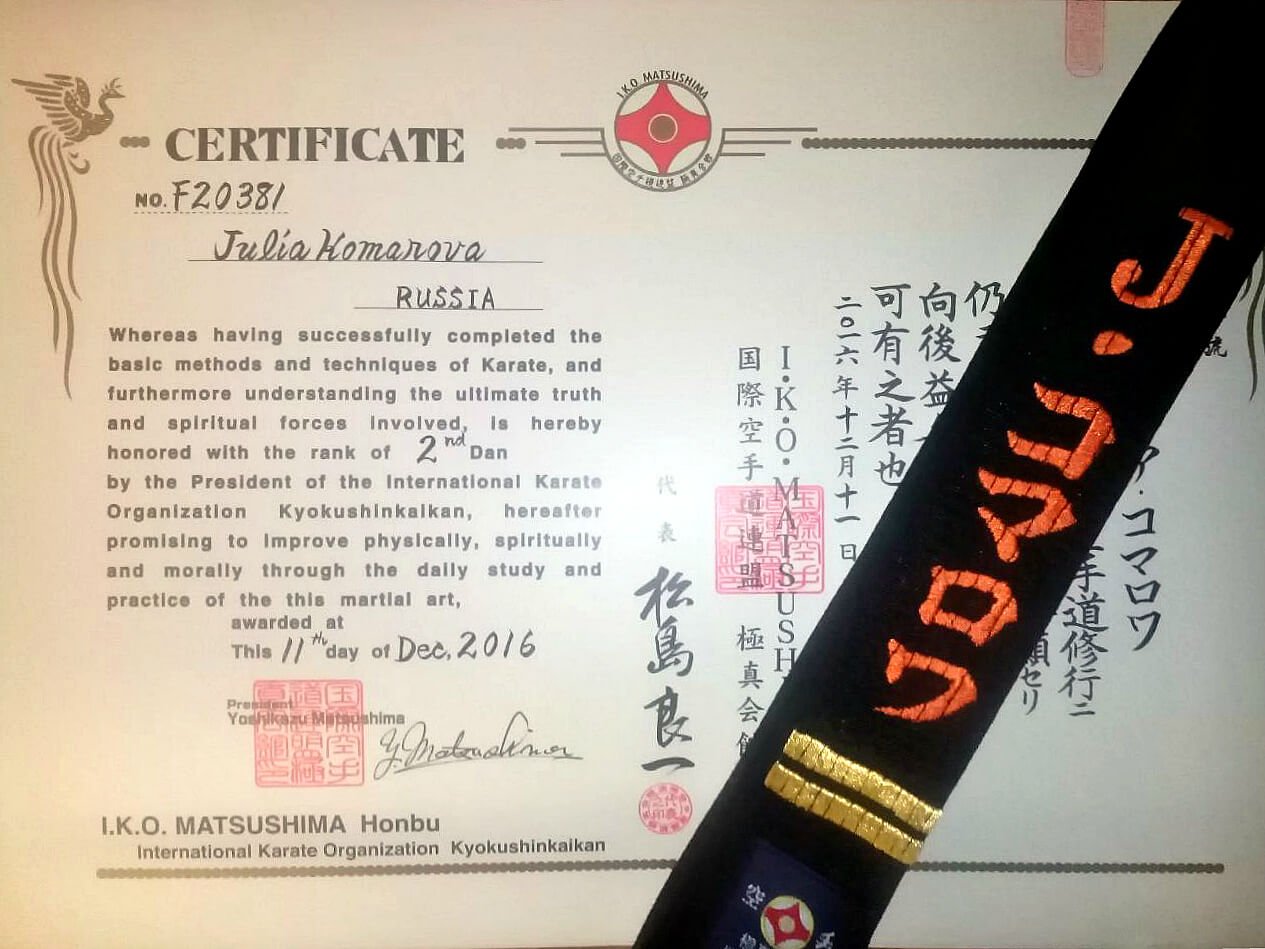 I.K.O MATSUSHIMA
CERTIFICATE
NO. F20381
Julia Komarova
RUSSIA
Whereas having successfully completed the
basic methods and techniques of Karate, and
furthermore understanding the ultimate truth
and spiritual forces involved, is hereby
honored with the rank of 2nd Dan
by the President of the International Karate
Organization Kyokushinkaikan, hereafter
promising to improve physically, spiritually
and morally through the daily study and
practice of the this martial art,
awarded at
This 11th day of Dec, 2016
President
Yoshikazu Matsushima
Y. Matsushima
I.K.O. MATSUSHIMA Honbu
International Karate Organization Kyokushinkaikan
号
イ・コマロワ
手道修行ニ
願セリ
仍
向後益
可有之者也
二〇一六年十二月十一日
I・K・O・MATSUSH
国際空手道連盟 極真会館
代表
松島良一
J・コマロワ
空